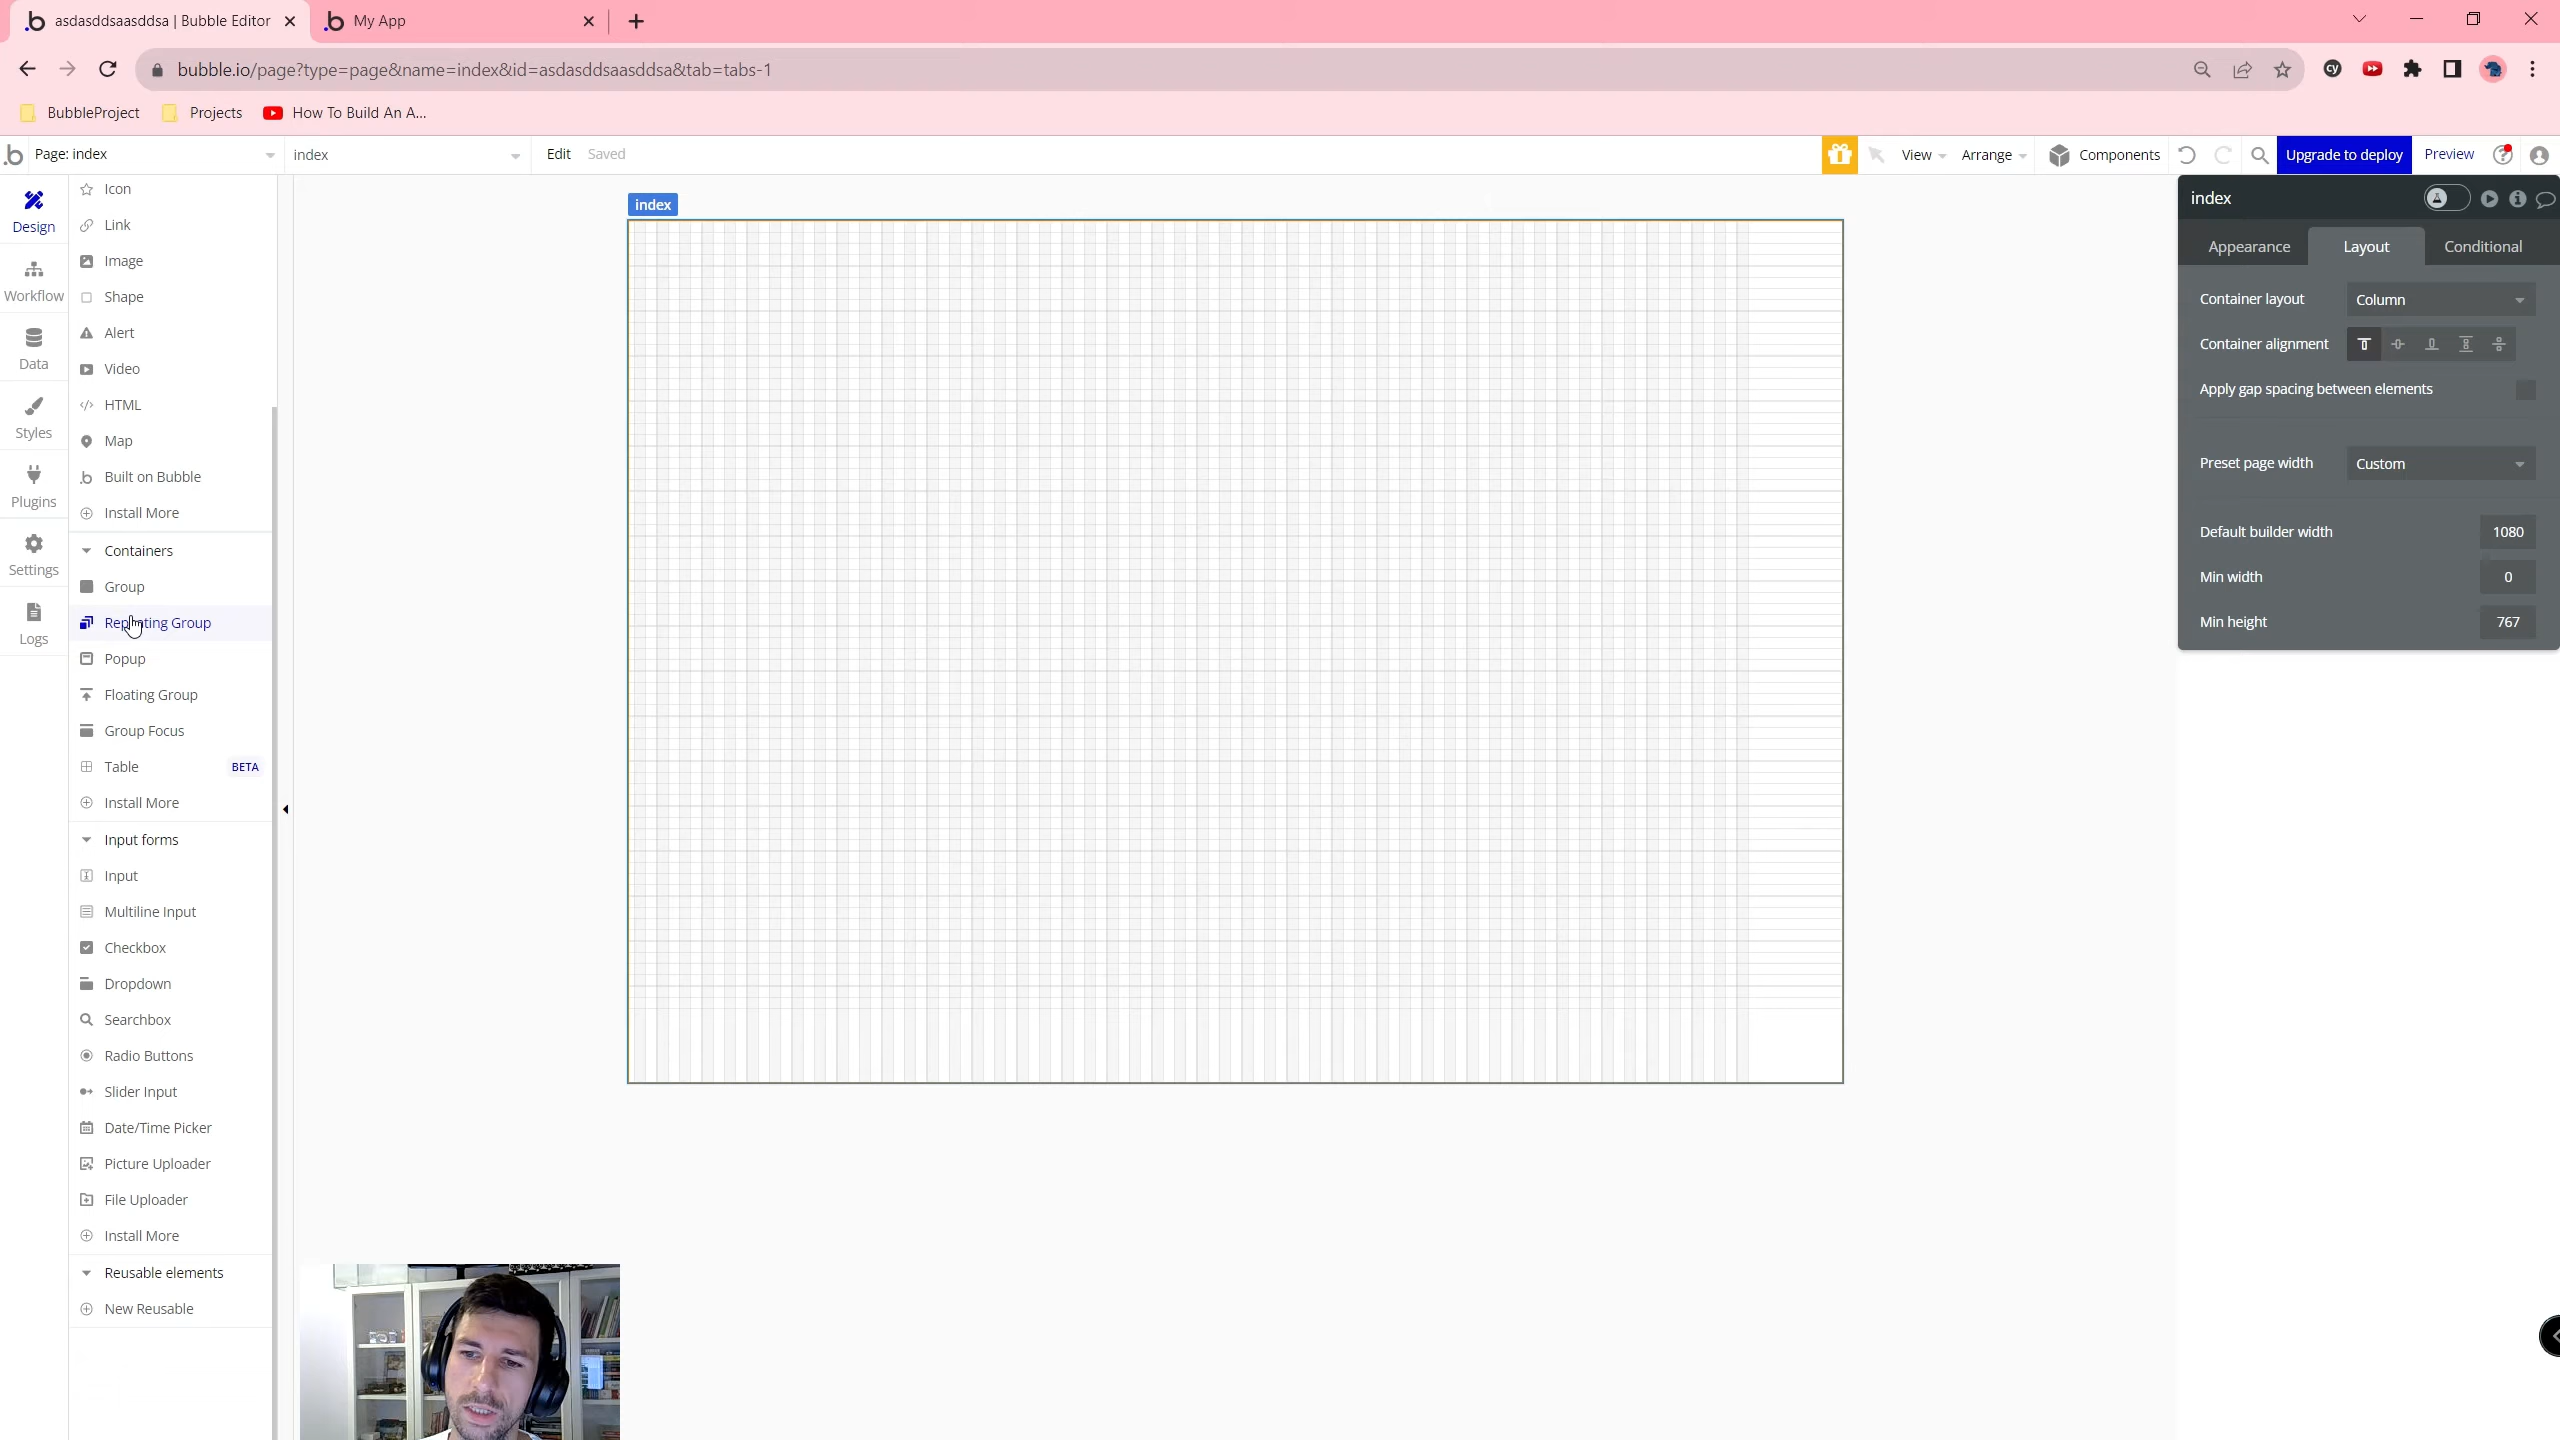 asdasddsaasddsa | Bubble Editor
My App
bubble.io/page?type=page&name=index&id=asdasddsaasddsa&tab=tabs-1
BubbleProject
Projects
How To Build An A...
Page: index
index
Edit
Saved
View
Arrange
Components
Upgrade to deploy
Preview
Design
Workflow
Data
Styles
Plugins
Settings
Logs
Icon
Link
Image
Shape
Alert
Video
HTML
Map
Built on Bubble
Install More
Containers
Group
Repeating Group
Popup
Floating Group
Group Focus
Table BETA
Install More
Input forms
Input
Multiline Input
Checkbox
Dropdown
Searchbox
Radio Buttons
Slider Input
Date/Time Picker
Picture Uploader
File Uploader
Install More
Reusable elements
New Reusable
index
index
Appearance
Layout
Conditional
Container layout Column
Container alignment
Apply gap spacing between elements
Preset page width Custom
Default builder width 1080
Min width 0
Min height 767